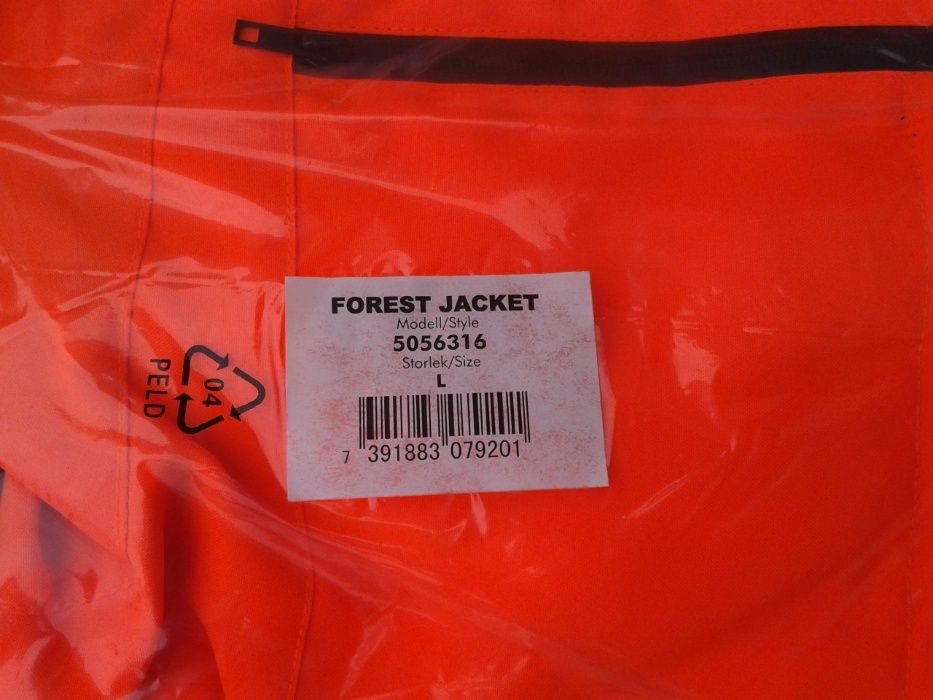 FOREST JACKET
Modell/Style
5056316
Storlek/Size
L
7 391883 079201
04
PELD